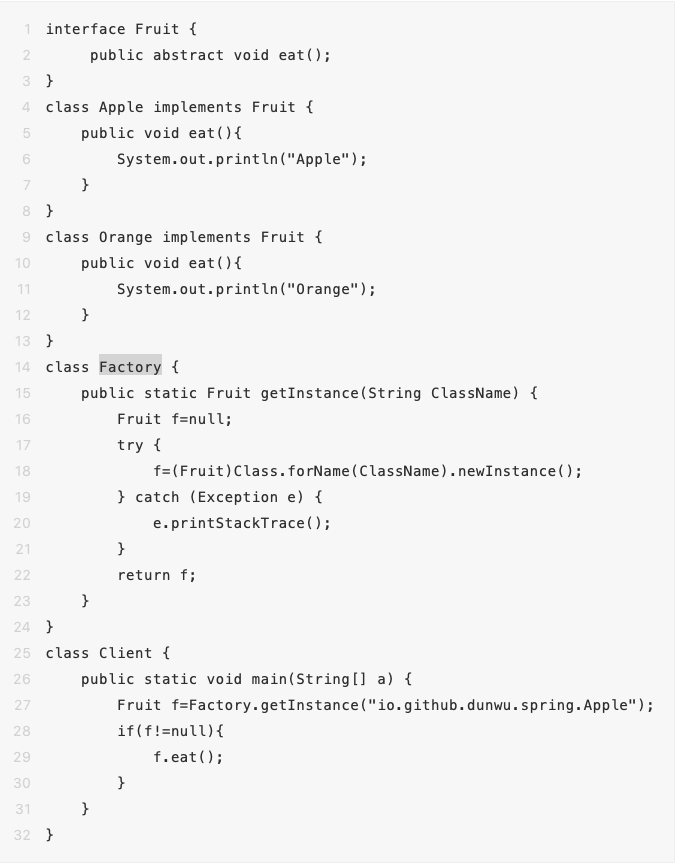 1 interface Fruit {
2 public abstract void eat();
3 }
4 class Apple implements Fruit {
5 public void eat(){
6 System.out.println("Apple");
7 }
8 }
9 class Orange implements Fruit {
10 public void eat(){
11 System.out.println("Orange");
12 }
13 }
14 class Factory {
15 public static Fruit getInstance(String ClassName) {
16 Fruit f=null;
17 try {
18 f=(Fruit)Class.forName(ClassName).newInstance();
19 } catch (Exception e) {
20 e.printStackTrace();
21 }
22 return f;
23 }
24 }
25 class Client {
26 public static void main(String[] a) {
27 Fruit f=Factory.getInstance("io.github.dunwu.spring.Apple");
28 if(f!=null){
29 f.eat();
30 }
31 }
32 }